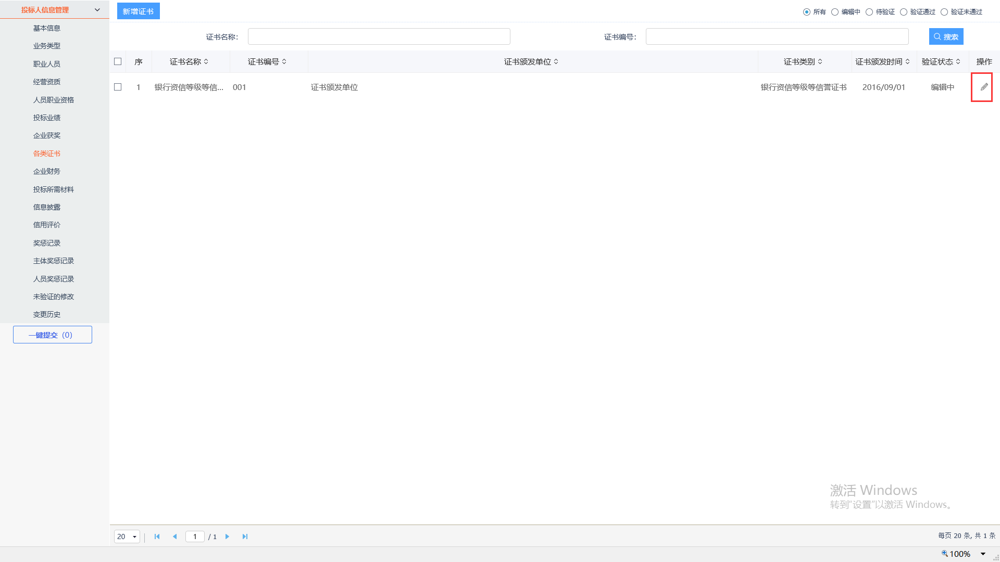 投标人信息管理
基本信息
业务类型
职业人员
经营资质
人员职业资格
投标业绩
企业获奖
各类证书
企业财务
投标所需材料
信息披露
信用评价
奖惩记录
主体奖惩记录
人员奖惩记录
未验证的修改
变更历史
一键提交（0）
新增证书
所有 编辑中 待验证 验证通过 验证未通过
证书名称： 证书编号： 搜索
序 证书名称 证书编号 证书颁发单位 证书类别 证书颁发时间 验证状态 操作
1 银行资信等级等信... 001 证书颁发单位 银行资信等级等信誉证书 2016/09/01 编辑中
激活 Windows
转到“设置”以激活 Windows。
20 1 / 1 每页 20 条, 共 1 条
100%